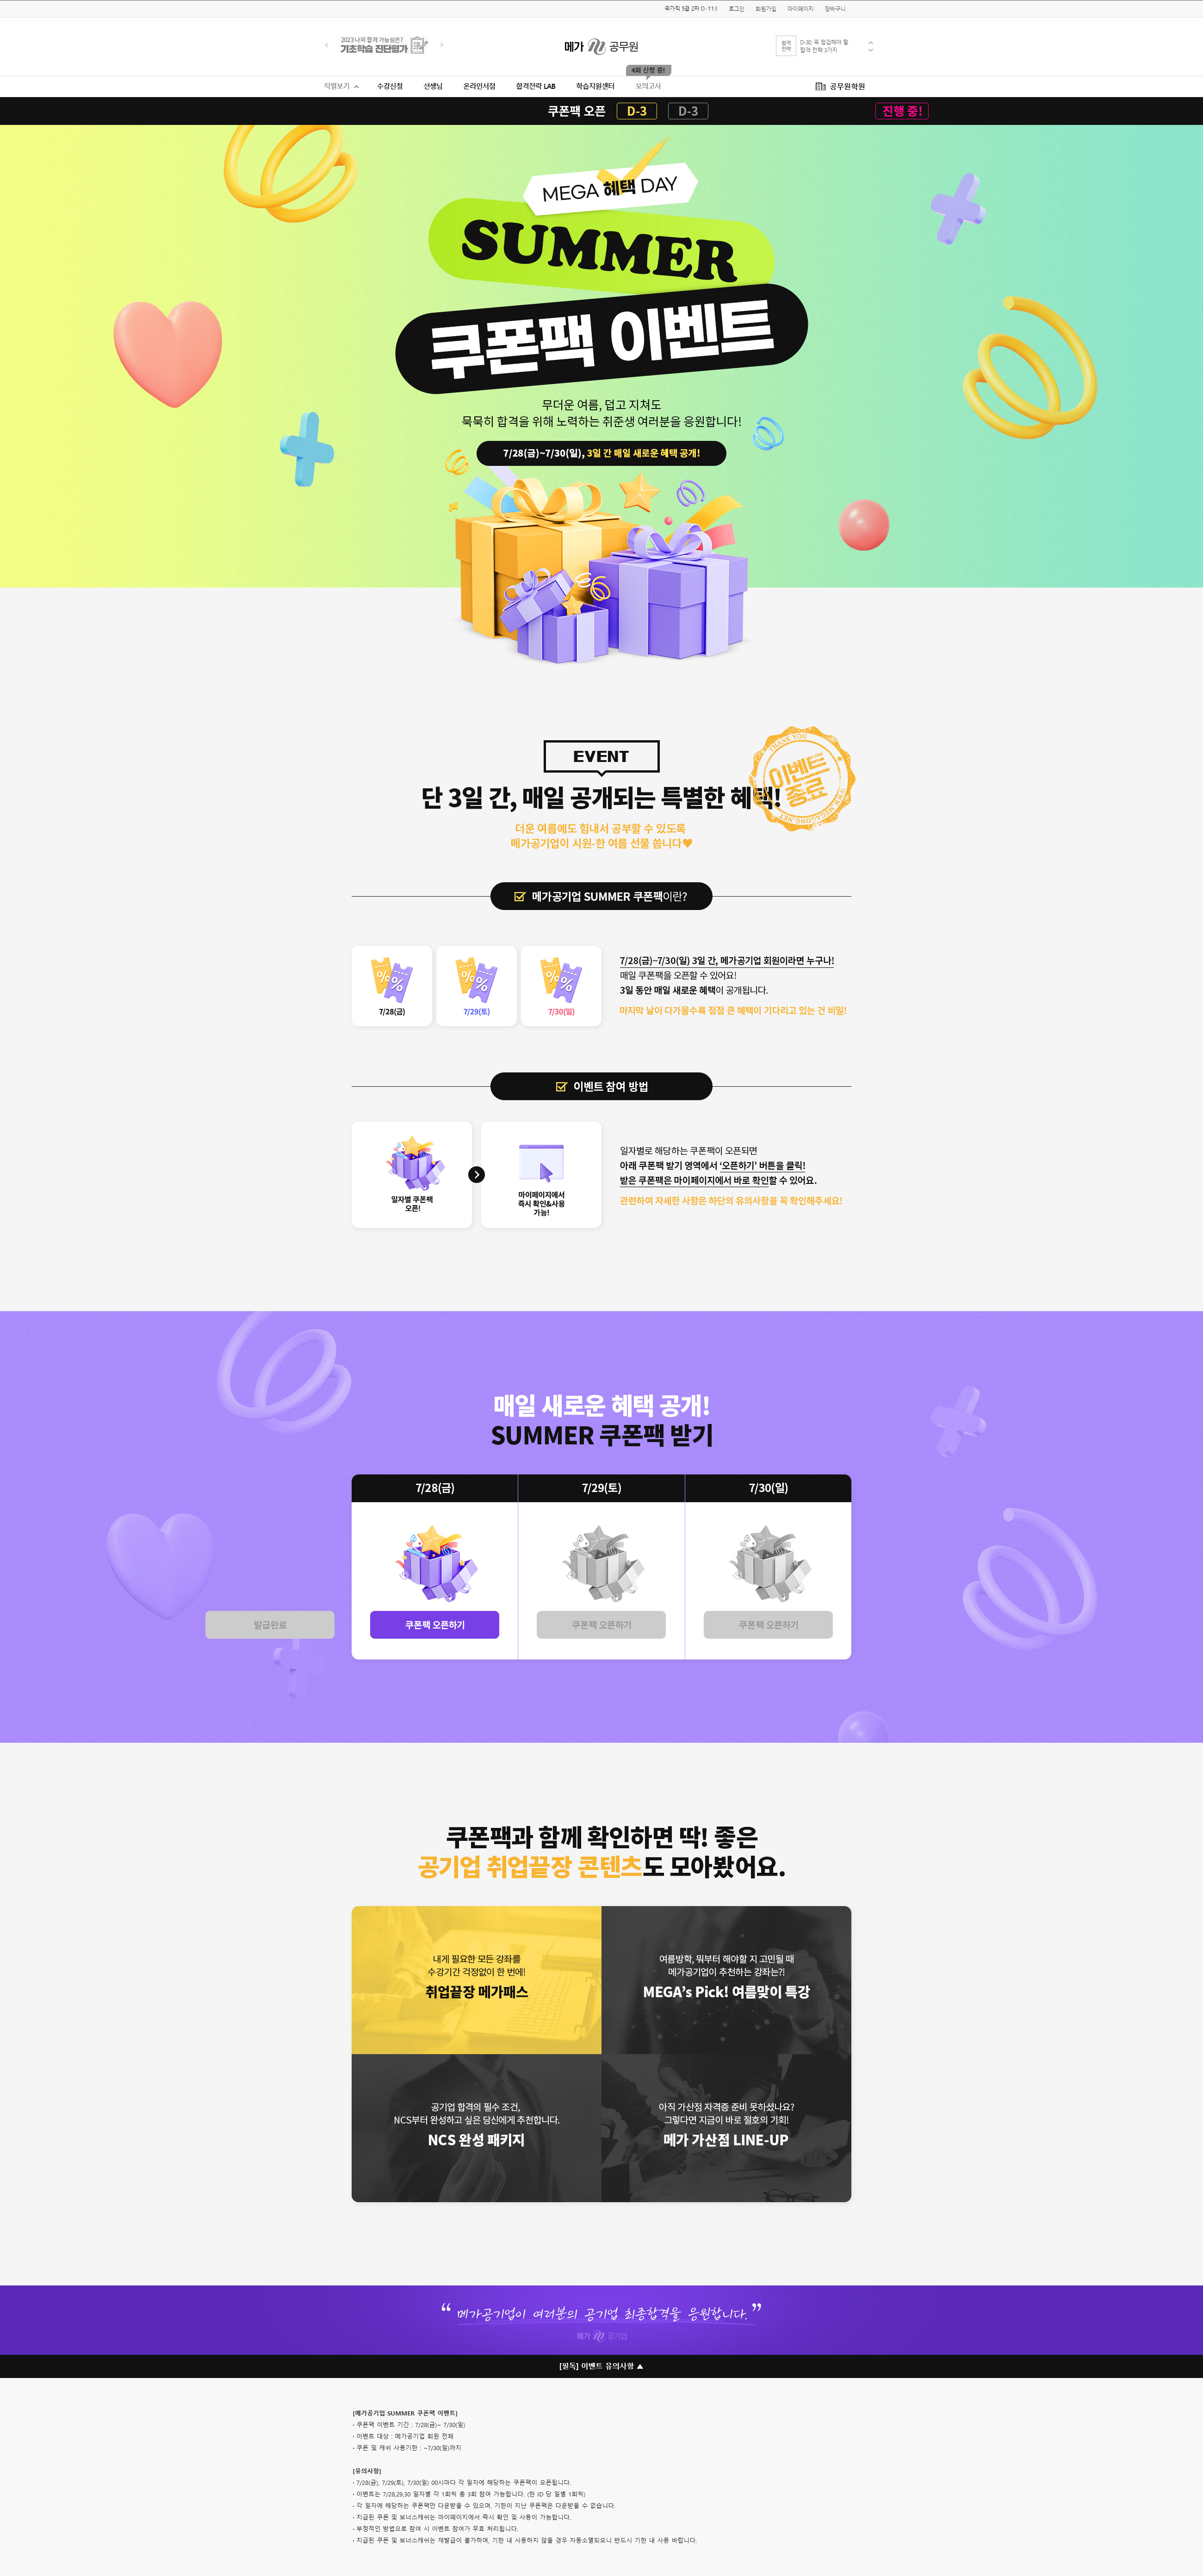 국가직 5급 2차 D-113
로그인
회원가입
마이페이지
장바구니
2023 나의 합격 가능성은?
기초학습 진단평가
메가 공무원
합격
전략
D-30, 꼭 점검해야 할
합격 전략 5가지
4회 신청 중!
직렬보기
수강신청
선생님
온라인서점
합격전략 LAB
학습지원센터
모의고사
공무원학원
쿠폰팩 오픈
D-3
D-3
진행 중!
MEGA 혜택 DAY
SUMMER
쿠폰팩 이벤트
무더운 여름, 덥고 지쳐도
묵묵히 합격을 위해 노력하는 취준생 여러분을 응원합니다!
7/28(금)~7/30(일), 3일 간 매일 새로운 혜택 공개!
EVENT
단 3일 간, 매일 공개되는 특별한 혜택!
THANK YOU
이벤트
종료
WWW.MEGAGONG.NET
더운 여름에도 힘내서 공부할 수 있도록
메가공기업이 시원-한 여름 선물 쏩니다♥
메가공기업 SUMMER 쿠폰팩이란?
7/28(금)
7/29(토)
7/30(일)
7/28(금)~7/30(일) 3일 간, 메가공기업 회원이라면 누구나!
매일 쿠폰팩을 오픈할 수 있어요!
3일 동안 매일 새로운 혜택이 공개됩니다.
마지막 날이 다가올수록 점점 큰 혜택이 기다리고 있는 건 비밀!
이벤트 참여 방법
일자별 쿠폰팩
오픈!
마이페이지에서
즉시 확인&사용
가능!
일자별로 해당하는 쿠폰팩이 오픈되면
아래 쿠폰팩 받기 영역에서 ‘오픈하기’ 버튼을 클릭!
받은 쿠폰팩은 마이페이지에서 바로 확인할 수 있어요.
관련하여 자세한 사항은 하단의 유의사항을 꼭 확인해주세요!
매일 새로운 혜택 공개!
SUMMER 쿠폰팩 받기
7/28(금)
7/29(토)
7/30(일)
발급완료
쿠폰팩 오픈하기
쿠폰팩 오픈하기
쿠폰팩 오픈하기
쿠폰팩과 함께 확인하면 딱! 좋은
공기업 취업끝장 콘텐츠도 모아봤어요.
내게 필요한 모든 강좌를
수강기간 걱정없이 한 번에!
취업끝장 메가패스
여름방학, 뭐부터 해야할 지 고민될 때
메가공기업이 추천하는 강좌는?!
MEGA’s Pick! 여름맞이 특강
공기업 합격의 필수 조건,
NCS부터 완성하고 싶은 당신에게 추천합니다.
NCS 완성 패키지
아직 가산점 자격증 준비 못하셨나요?
그렇다면 지금이 바로 절호의 기회!
메가 가산점 LINE-UP
“ 메가공기업이 여러분의 공기업 최종합격을 응원합니다. ”
메가 공기업
[필독] 이벤트 유의사항 ▲
[메가공기업 SUMMER 쿠폰팩 이벤트]
· 쿠폰팩 이벤트 기간 : 7/28(금)~ 7/30(일)
· 이벤트 대상 : 메가공기업 회원 전체
· 쿠폰 및 캐쉬 사용기한 : ~7/30(일)까지
[유의사항]
· 7/28(금), 7/29(토), 7/30(일) 00시마다 각 일자에 해당하는 쿠폰팩이 오픈됩니다.
· 이벤트는 7/28,29,30 일자별 각 1회씩 총 3회 참여 가능합니다. (한 ID 당 일별 1회씩)
· 각 일자에 해당하는 쿠폰팩만 다운받을 수 있으며, 기한이 지난 쿠폰팩은 다운받을 수 없습니다.
· 지급된 쿠폰 및 보너스캐쉬는 마이페이지에서 즉시 확인 및 사용이 가능합니다.
· 부정적인 방법으로 참여 시 이벤트 참여가 무효 처리됩니다.
· 지급된 쿠폰 및 보너스캐쉬는 재발급이 불가하며, 기한 내 사용하지 않을 경우 자동소멸되오니 반드시 기한 내 사용 바랍니다.